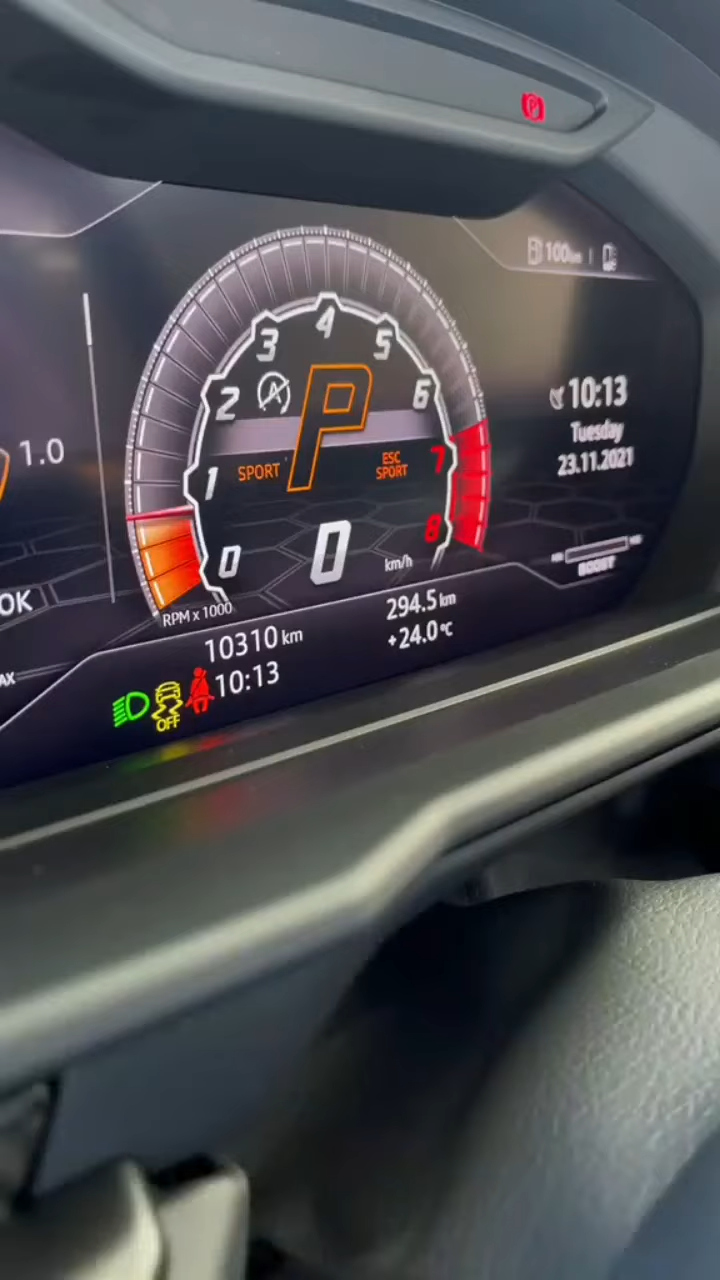 P
100km
4
3
5
2
A
P
6
10:13
Tuesday
23.11.2021
1.0
1
SPORT
ESC
SPORT
7
0
0
km/h
8
BOOST
OK
RPM x 1000
10310 km
294.5 km
+24.0°C
AX
10:13
OFF